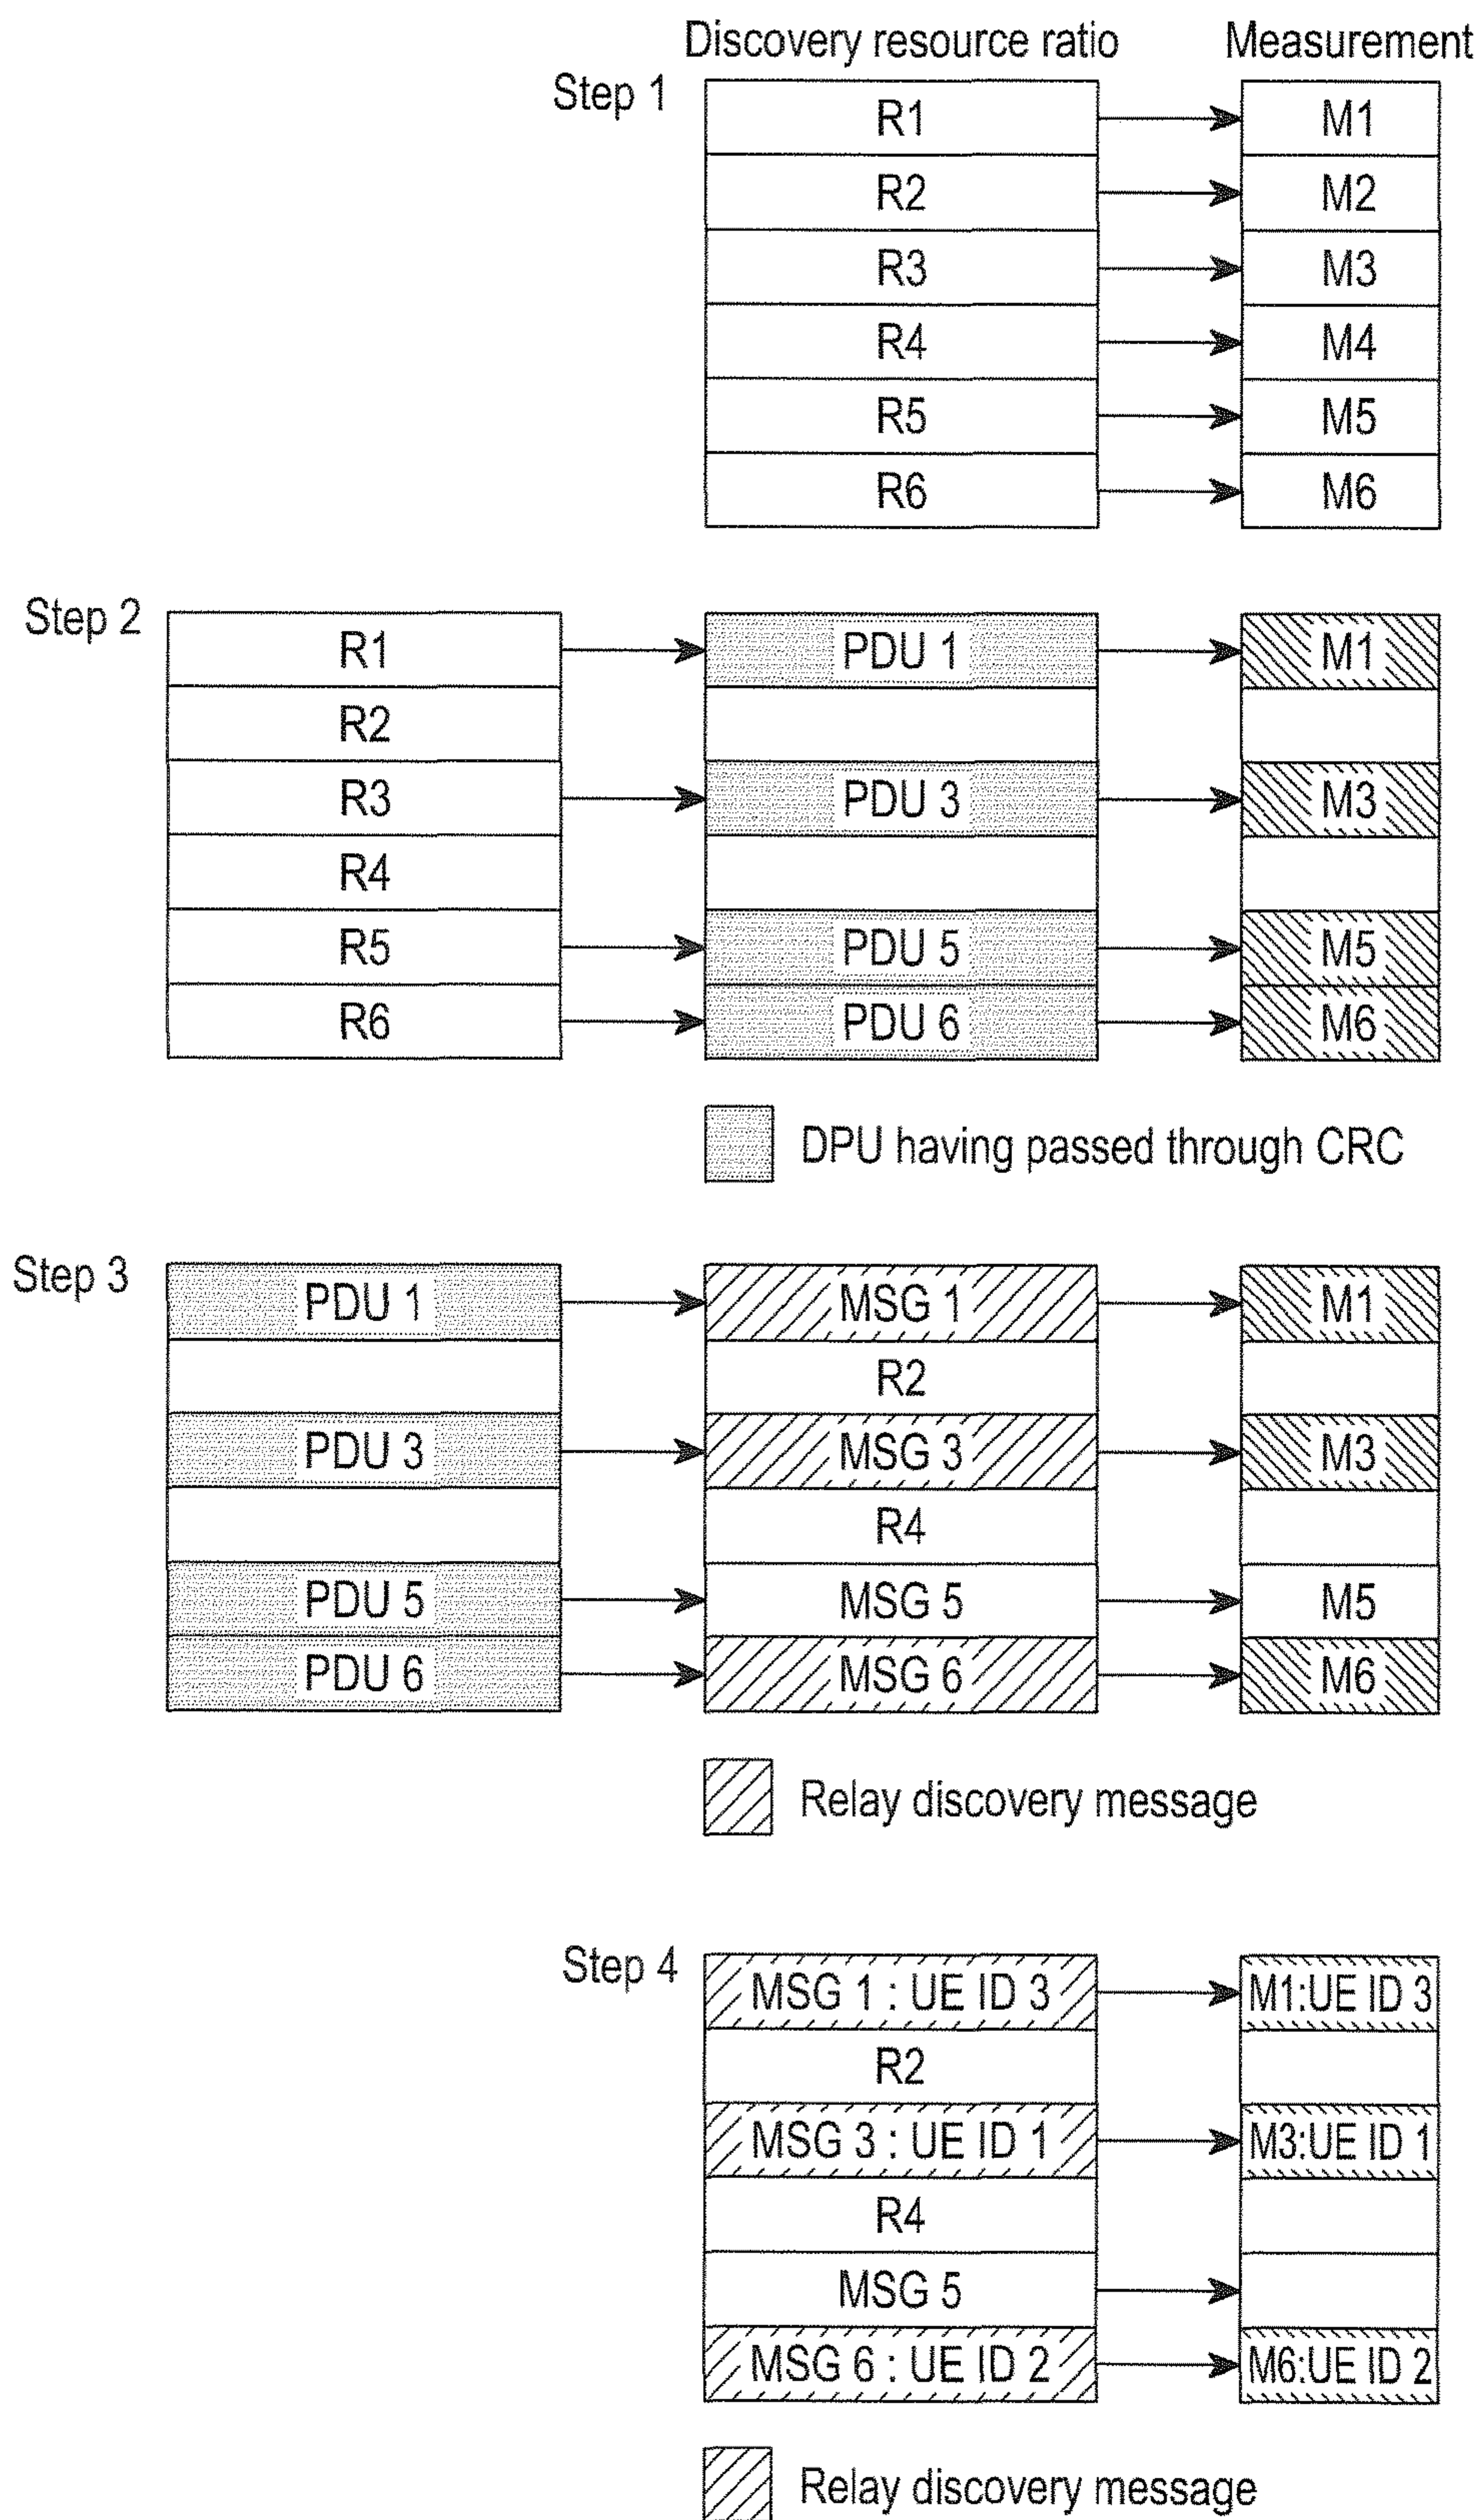 Discovery resource ratio Measurement
Step 1
R1 M1
R2 M2
R3 M3
R4 M4
R5 M5
R6 M6
Step 2
R1 PDU 1 M1
R2
R3 PDU 3 M3
R4
R5 PDU 5 M5
R6 PDU 6 M6
DPU having passed through CRC
Step 3
PDU 1 MSG 1 M1
R2
PDU 3 MSG 3 M3
R4
PDU 5 MSG 5 M5
PDU 6 MSG 6 M6
Relay discovery message
Step 4
MSG 1 : UE ID 3 M1:UE ID 3
R2
MSG 3 : UE ID 1 M3:UE ID 1
R4
MSG 5
MSG 6 : UE ID 2 M6:UE ID 2
Relay discovery message